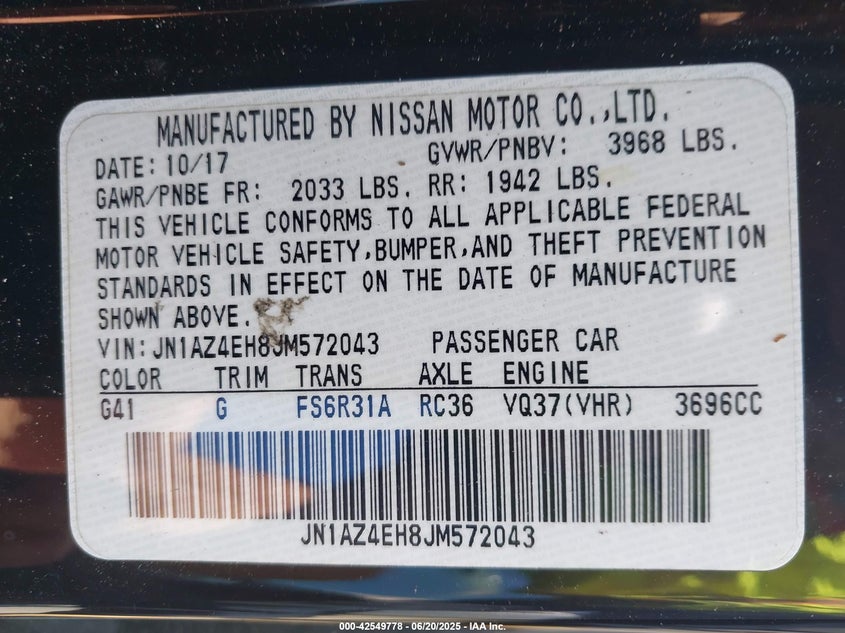 MANUFACTURED BY NISSAN MOTOR CO.,LTD.
DATE: 10/17 GVWR/PNBV: 3968 LBS.
GAWR/PNBE FR: 2033 LBS. RR: 1942 LBS.
THIS VEHICLE CONFORMS TO ALL APPLICABLE FEDERAL
MOTOR VEHICLE SAFETY,BUMPER,AND THEFT PREVENTION
STANDARDS IN EFFECT ON THE DATE OF MANUFACTURE
SHOWN ABOVE.
VIN:JN1AZ4EH8JM572043 PASSENGER CAR
COLOR TRIM TRANS AXLE ENGINE
G41 G FS6R31A RC36 VQ37(VHR) 3696CC
JN1AZ4EH8JM572043
000-42549778 - 06/20/2025 - IAA Inc.